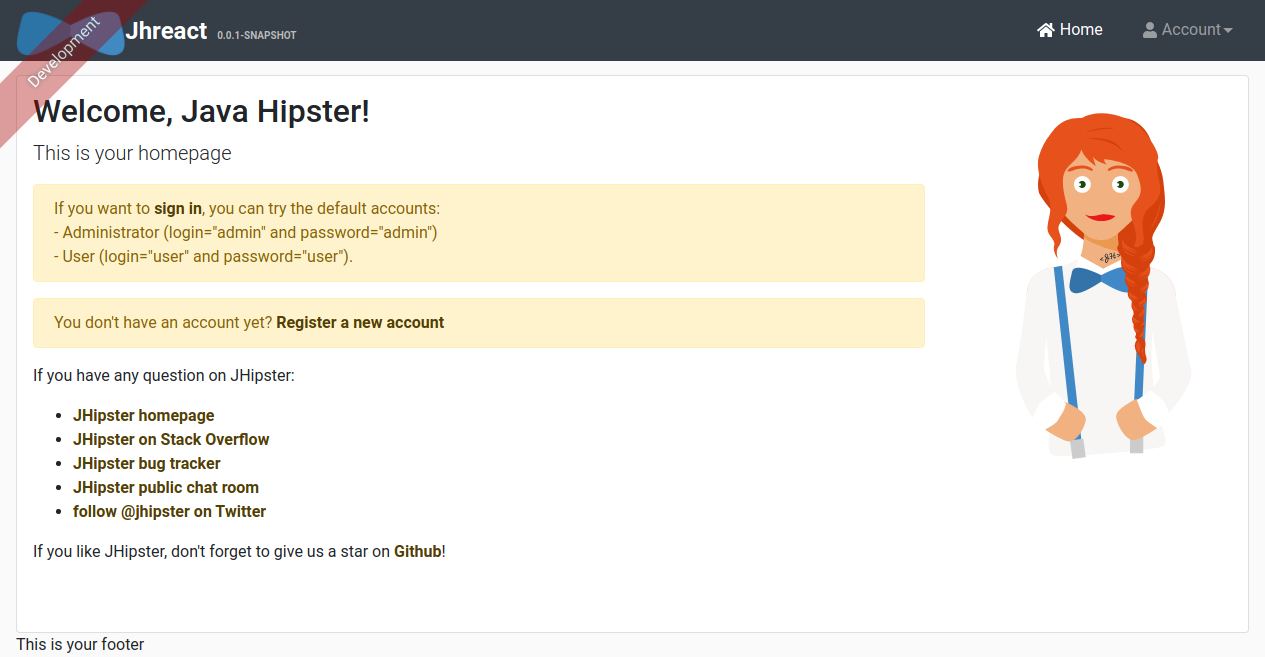 Development
Jhreact 0.0.1-SNAPSHOT
Home
Account
Welcome, Java Hipster!
This is your homepage
If you want to sign in, you can try the default accounts:
- Administrator (login="admin" and password="admin")
- User (login="user" and password="user").
You don't have an account yet? Register a new account
If you have any question on JHipster:
• JHipster homepage
• JHipster on Stack Overflow
• JHipster bug tracker
• JHipster public chat room
• follow @jhipster on Twitter
If you like JHipster, don't forget to give us a star on Github!
<JH>
This is your footer